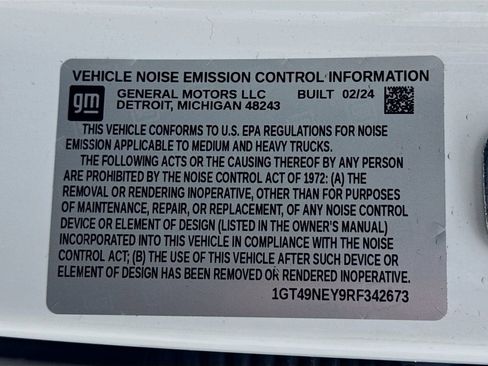 VEHICLE NOISE EMISSION CONTROL INFORMATION
gm
GENERAL MOTORS LLC BUILT 02/24
DETROIT, MICHIGAN 48243
THIS VEHICLE CONFORMS TO U.S. EPA REGULATIONS FOR NOISE
EMISSION APPLICABLE TO MEDIUM AND HEAVY TRUCKS.
THE FOLLOWING ACTS OR THE CAUSING THEREOF BY ANY PERSON
ARE PROHIBITED BY THE NOISE CONTROL ACT OF 1972: (A) THE
REMOVAL OR RENDERING INOPERATIVE, OTHER THAN FOR PURPOSES
OF MAINTENANCE, REPAIR, OR REPLACEMENT, OF ANY NOISE CONTROL
DEVICE OR ELEMENT OF DESIGN (LISTED IN THE OWNER'S MANUAL)
INCORPORATED INTO THIS VEHICLE IN COMPLIANCE WITH THE NOISE
CONTROL ACT; (B) THE USE OF THIS VEHICLE AFTER SUCH DEVICE OR
ELEMENT OF DESIGN HAS BEEN REMOVED OR RENDERED INOPERATIVE.
1GT49NEY9RF342673